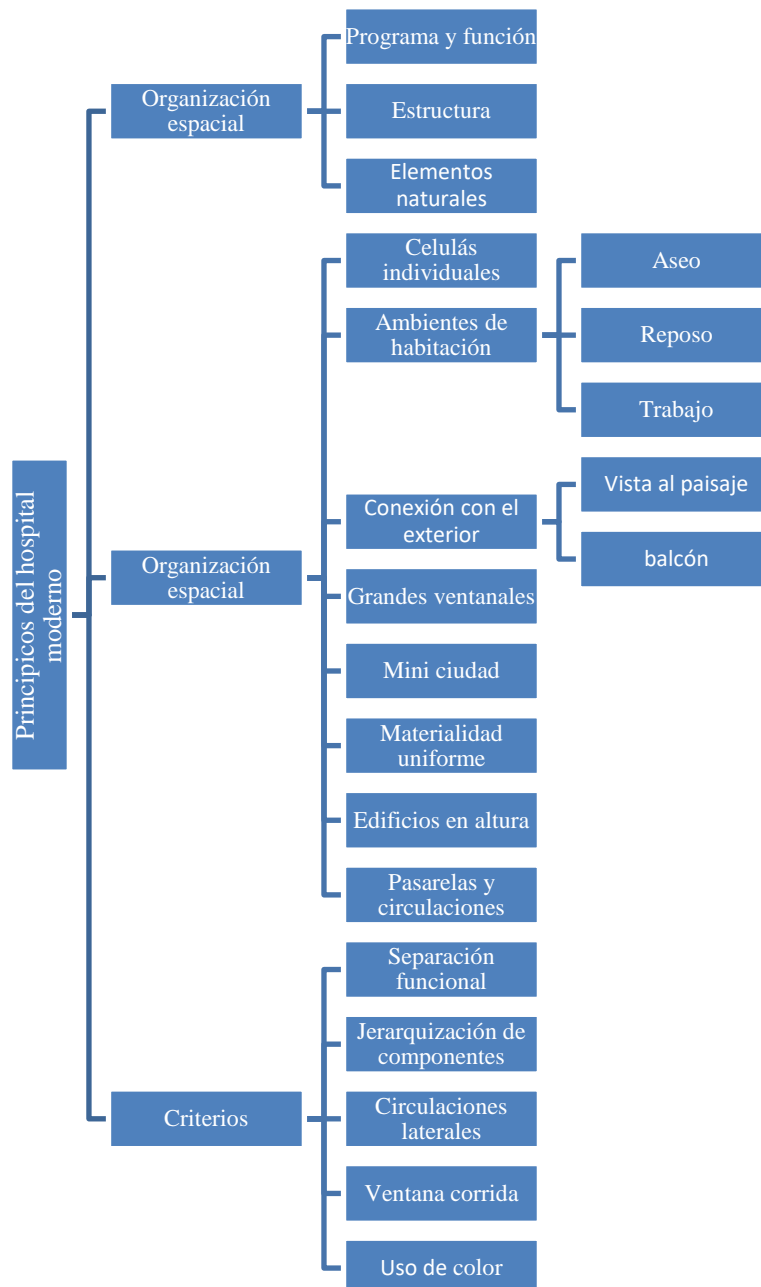 Principicos del hospital
moderno
Organización
espacial
Programa y función
Estructura
Elementos
naturales
Organización
espacial
Celulás
individuales
Ambientes de
habitación
Aseo
Reposo
Trabajo
Conexión con el
exterior
Vista al paisaje
balcón
Grandes ventanales
Mini ciudad
Materialidad
uniforme
Edificios en altura
Pasarelas y
circulaciones
Criterios
Separación
funcional
Jerarquización de
componentes
Circulaciones
laterales
Ventana corrida
Uso de color